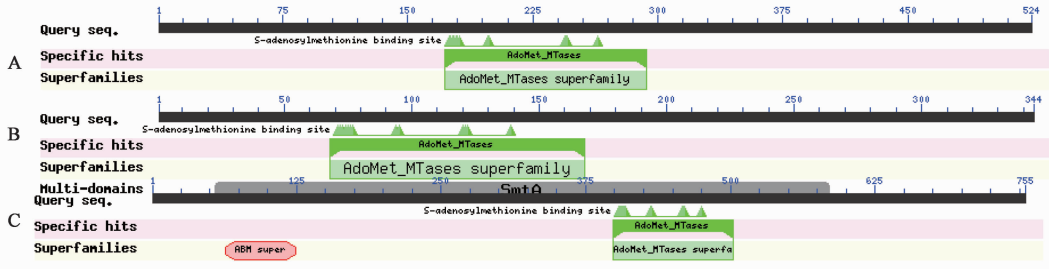 1 75 150 225 300 375 450 524
Query seq.
S-adenosylmethionine binding site
A
Specific hits AdoMet_MTases
Superfamilies AdoMet_MTases superfamily
1 50 100 150 200 250 300 344
Query seq.
S-adenosylmethionine binding site
B
Specific hits AdoMet_MTases
Superfamilies AdoMet_MTases superfamily
Multi-domains SmtA
1 125 250 375 500 625 755
Query seq.
S-adenosylmethionine binding site
C
Specific hits AdoMet_MTases
Superfamilies ABM super AdoMet_MTases superfa